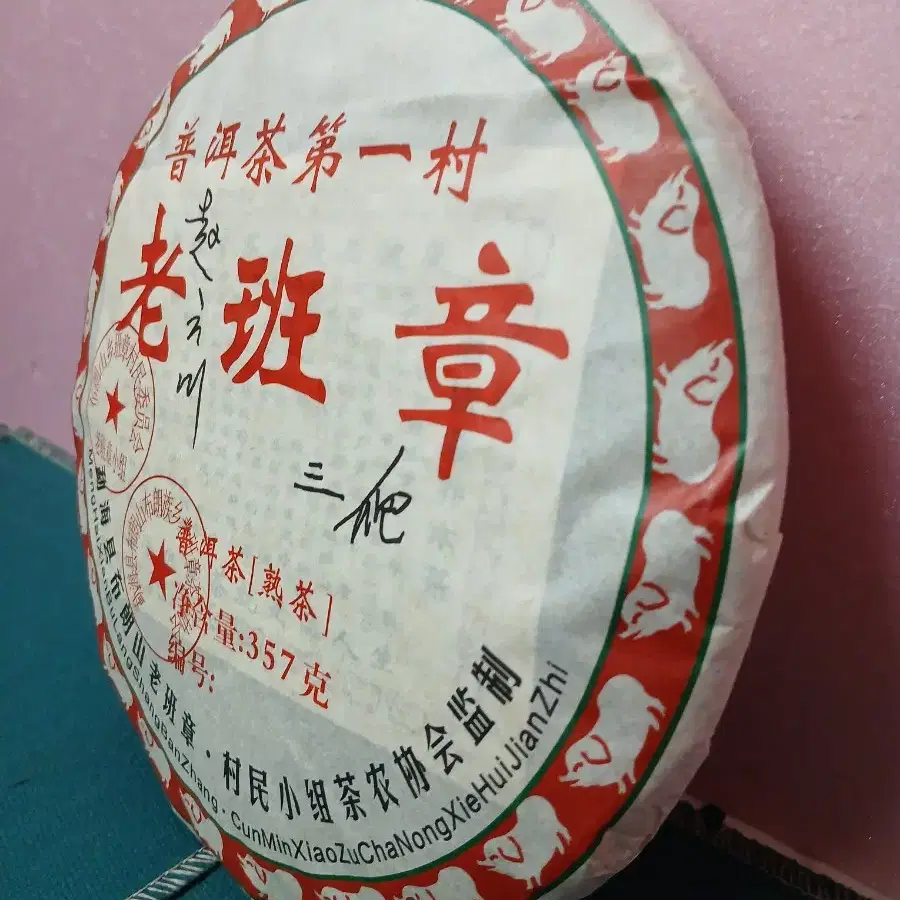 普洱茶第一村
老班章
三爬
普洱茶[熟茶]
净含量:357克
编号:
勐海县布朗山老班章·村民小组茶农协会监制
CunMinXiaoZuChaNongXieHuiJianZhi